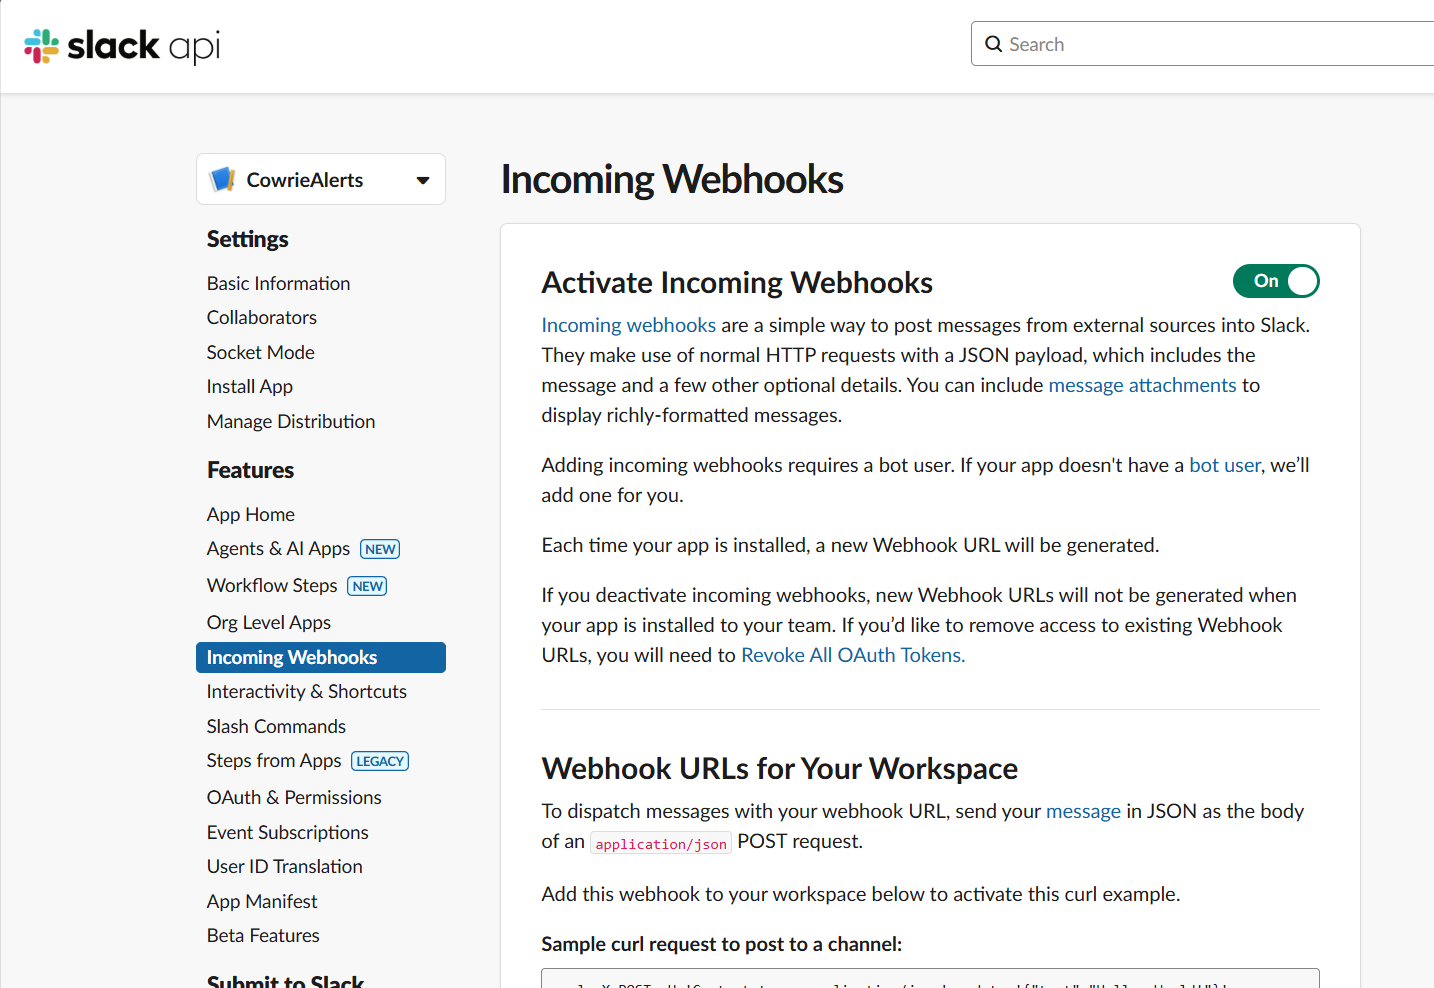 slack api
Search
CowrieAlerts
Settings
Basic Information
Collaborators
Socket Mode
Install App
Manage Distribution
Features
App Home
Agents & AI Apps NEW
Workflow Steps NEW
Org Level Apps
Incoming Webhooks
Interactivity & Shortcuts
Slash Commands
Steps from Apps LEGACY
OAuth & Permissions
Event Subscriptions
User ID Translation
App Manifest
Beta Features
Submit to Slack
Incoming Webhooks
Activate Incoming Webhooks
On
Incoming webhooks are a simple way to post messages from external sources into Slack.
They make use of normal HTTP requests with a JSON payload, which includes the
message and a few other optional details. You can include message attachments to
display richly-formatted messages.
Adding incoming webhooks requires a bot user. If your app doesn't have a bot user, we’ll
add one for you.
Each time your app is installed, a new Webhook URL will be generated.
If you deactivate incoming webhooks, new Webhook URLs will not be generated when
your app is installed to your team. If you’d like to remove access to existing Webhook
URLs, you will need to Revoke All OAuth Tokens.
Webhook URLs for Your Workspace
To dispatch messages with your webhook URL, send your message in JSON as the body
of an application/json POST request.
Add this webhook to your workspace below to activate this curl example.
Sample curl request to post to a channel: